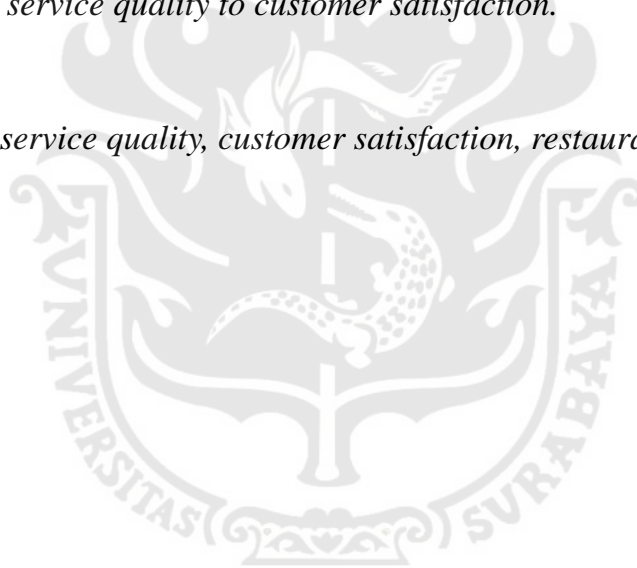 service quality to customer satisfaction.
service quality, customer satisfaction, restaura
UNIVERSITAS SURABAYA